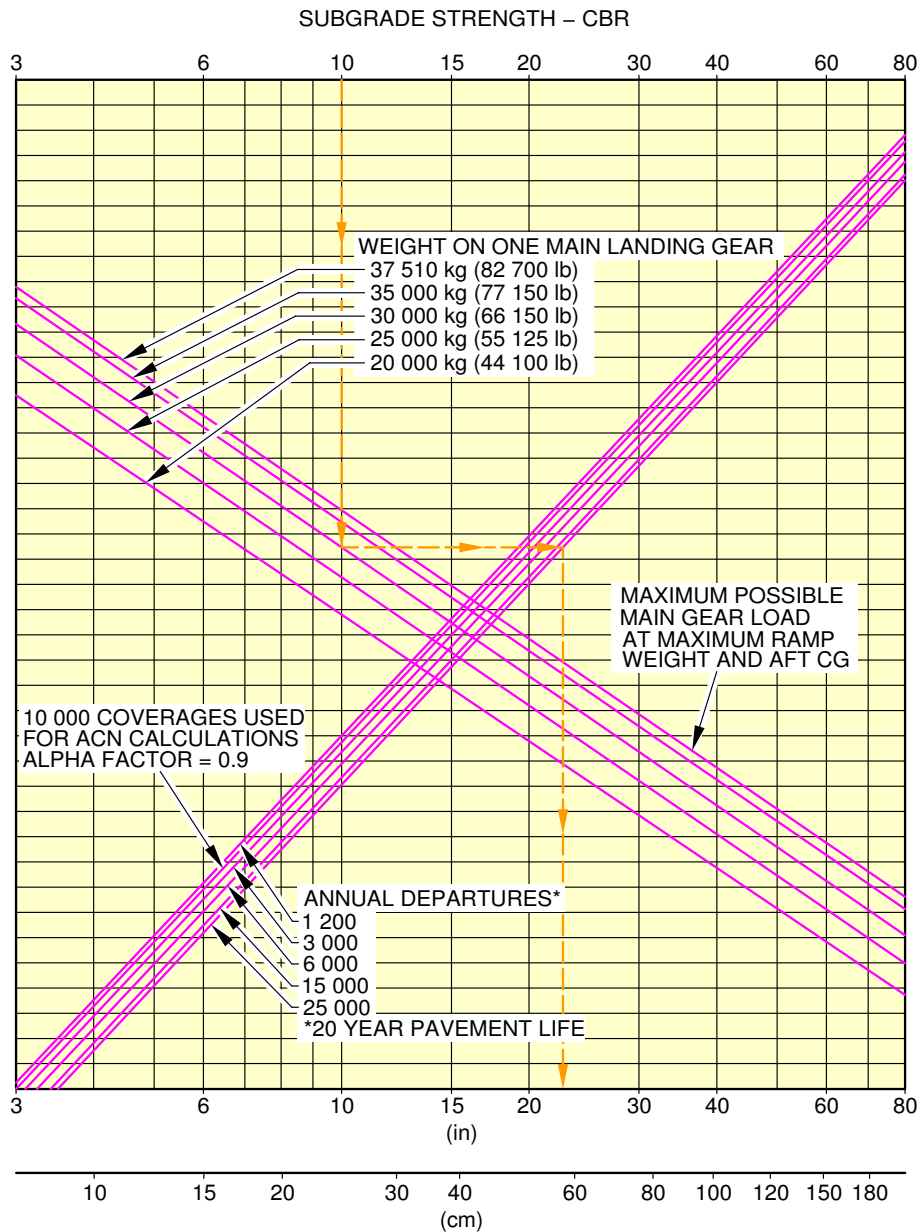 SUBGRADE STRENGTH – CBR
3 6 10 15 20 30 40 60 80
WEIGHT ON ONE MAIN LANDING GEAR
37 510 kg (82 700 lb)
35 000 kg (77 150 lb)
30 000 kg (66 150 lb)
25 000 kg (55 125 lb)
20 000 kg (44 100 lb)
MAXIMUM POSSIBLE
MAIN GEAR LOAD
AT MAXIMUM RAMP
WEIGHT AND AFT CG
10 000 COVERAGES USED
FOR ACN CALCULATIONS
ALPHA FACTOR = 0.9
ANNUAL DEPARTURES*
1 200
3 000
6 000
15 000
25 000
*20 YEAR PAVEMENT LIFE
3 6 10 15 20 30 40 60 80
(in)
10 15 20 30 40 60 80 100 120 150 180
(cm)